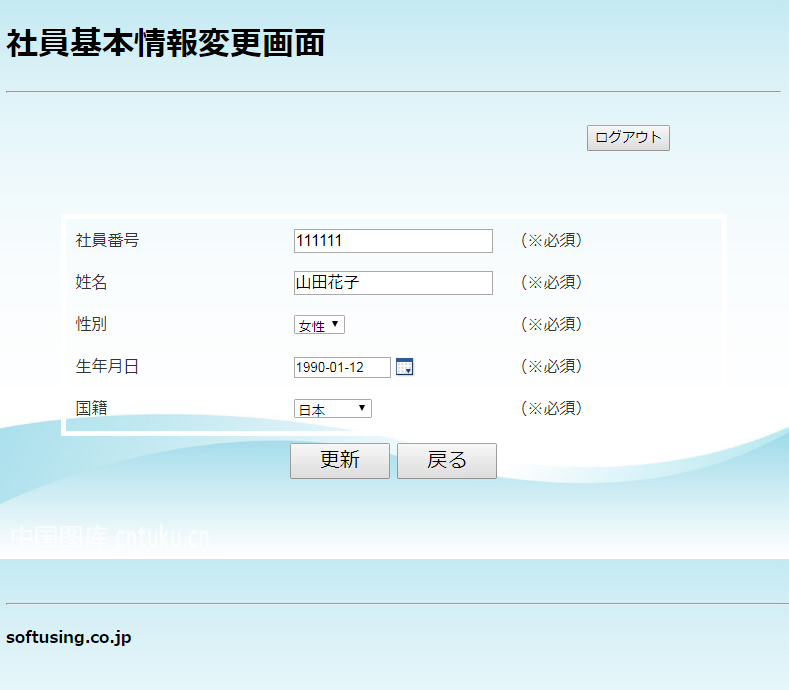 社員基本情報変更画面
ログアウト
社員番号 111111 (※必須)
姓名 山田花子 (※必須)
性別 女性 (※必須)
生年月日 1990-01-12 (※必須)
国籍 日本 (※必須)
更新 戻る
中国图库 cntuku.cn
softusing.co.jp